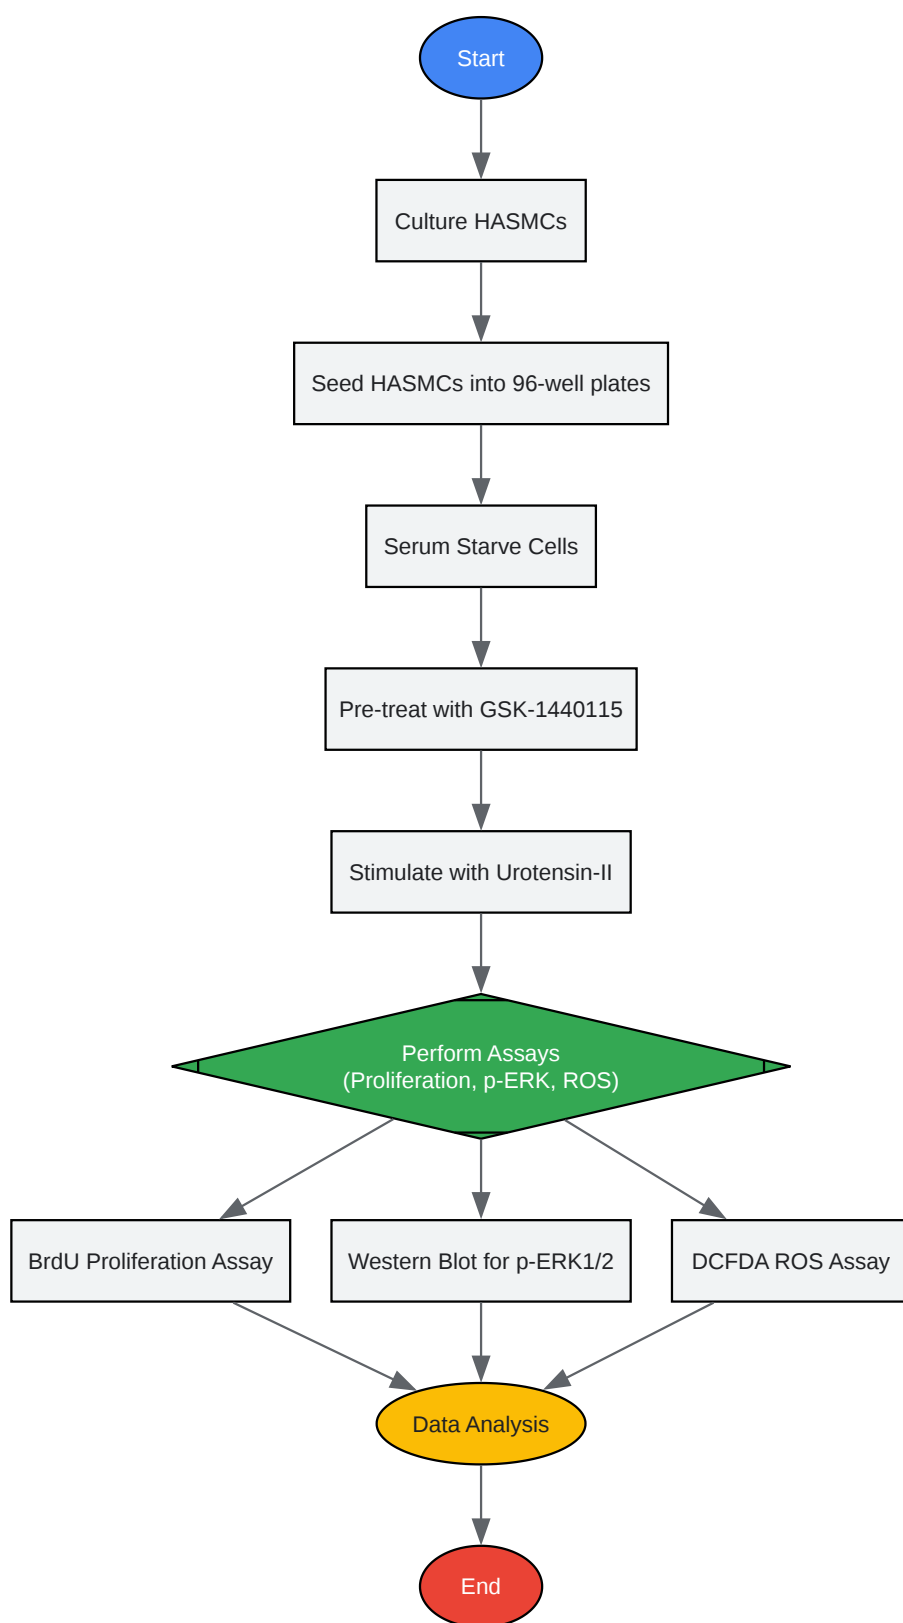 Start
Culture HASMCs
Seed HASMCs into 96-well plates
Serum Starve Cells
Pre-treat with GSK-1440115
Stimulate with Urotensin-II
Perform Assays
(Proliferation, p-ERK, ROS)
BrdU Proliferation Assay
Western Blot for p-ERK1/2
DCFDA ROS Assay
Data Analysis
End